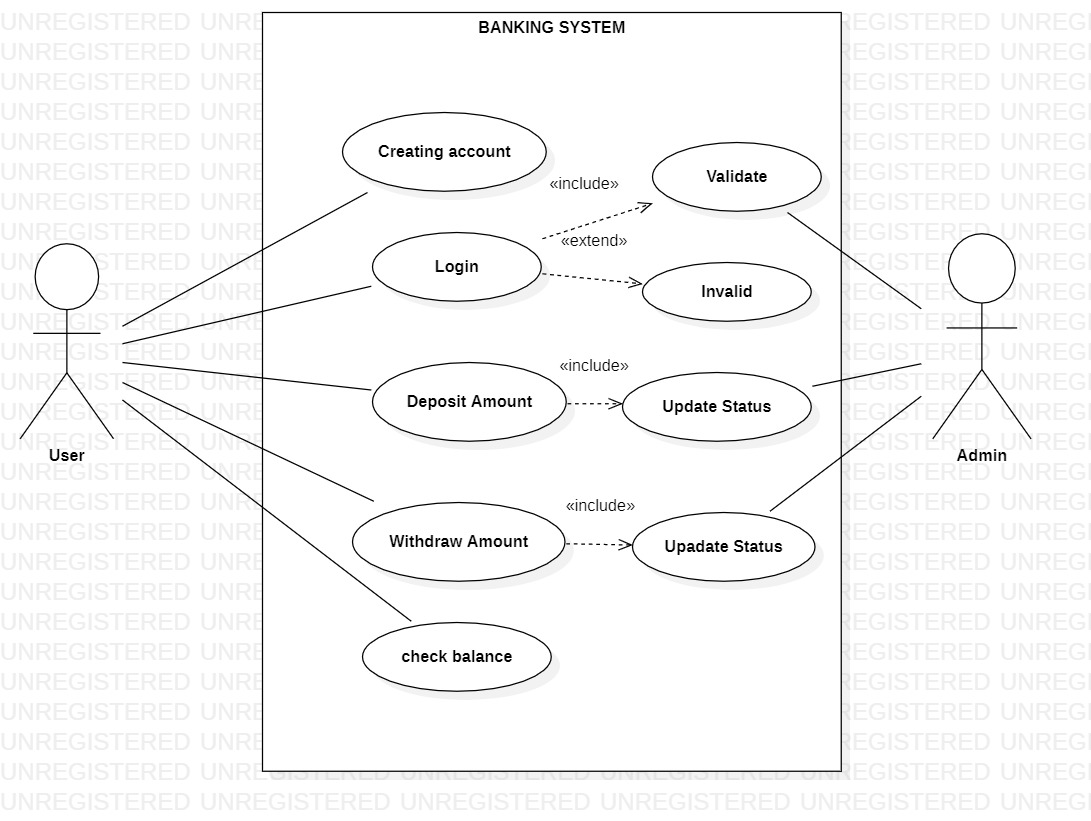 BANKING SYSTEM
Creating account
«include»
Validate
«extend»
Login
Invalid
«include»
Deposit Amount
Update Status
User
Admin
«include»
Withdraw Amount
Upadate Status
check balance
UNREGISTERED UNREGISTERED UNREGISTERED UNREGISTERED UNREGISTERED UNREGI